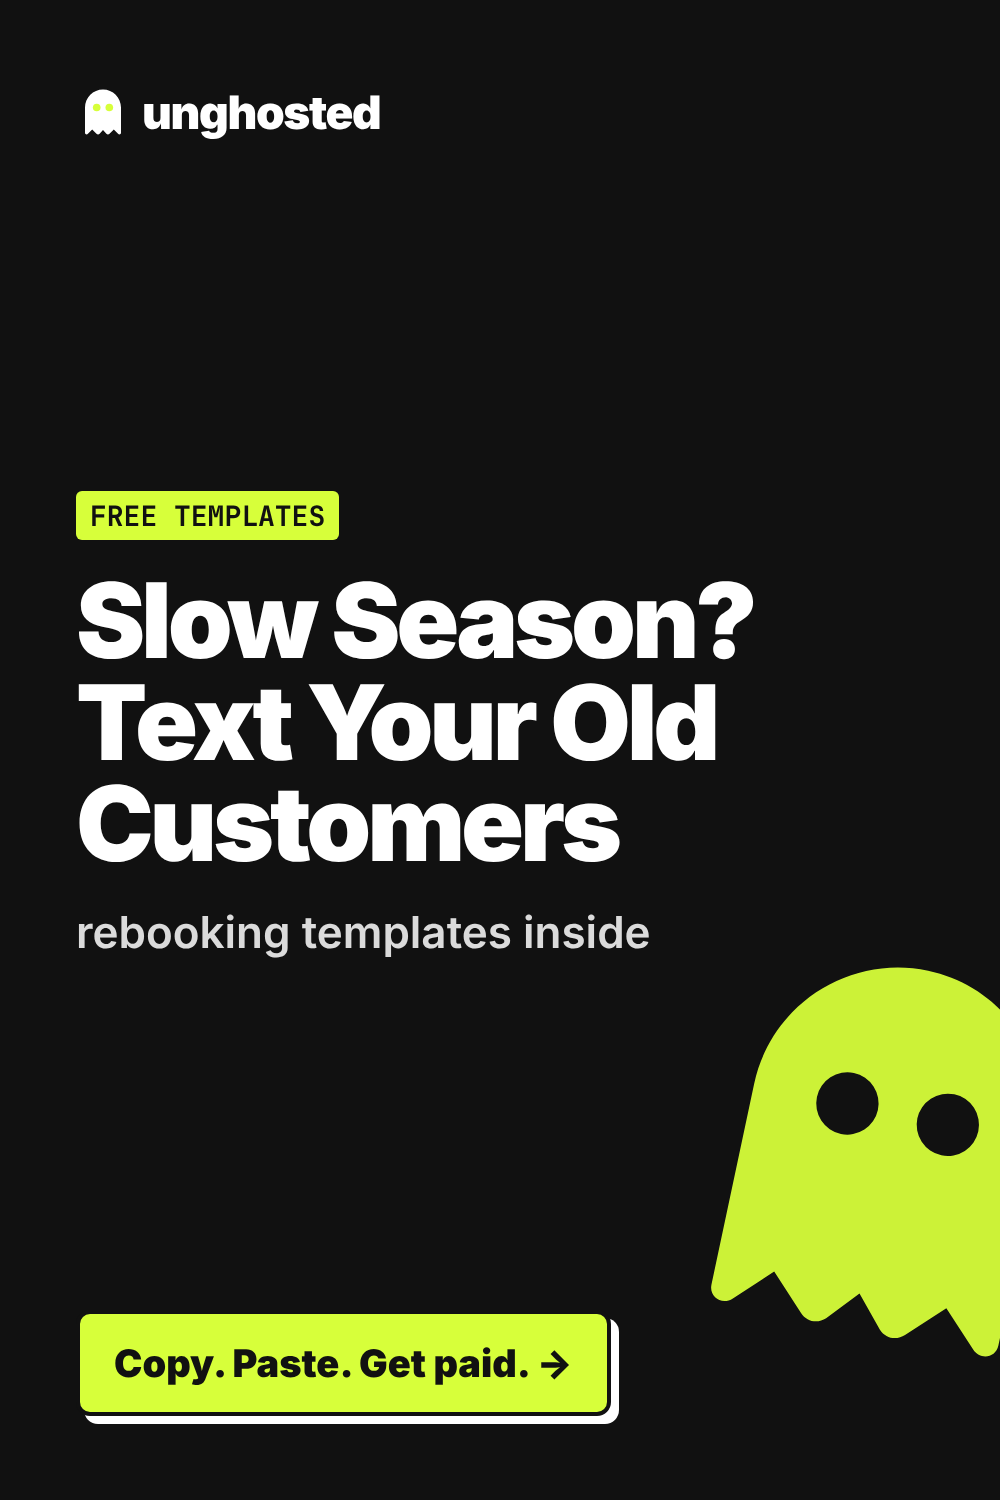 unghosted
FREE TEMPLATES
Slow Season?
Text Your Old
Customers
rebooking templates inside
Copy. Paste. Get paid. →